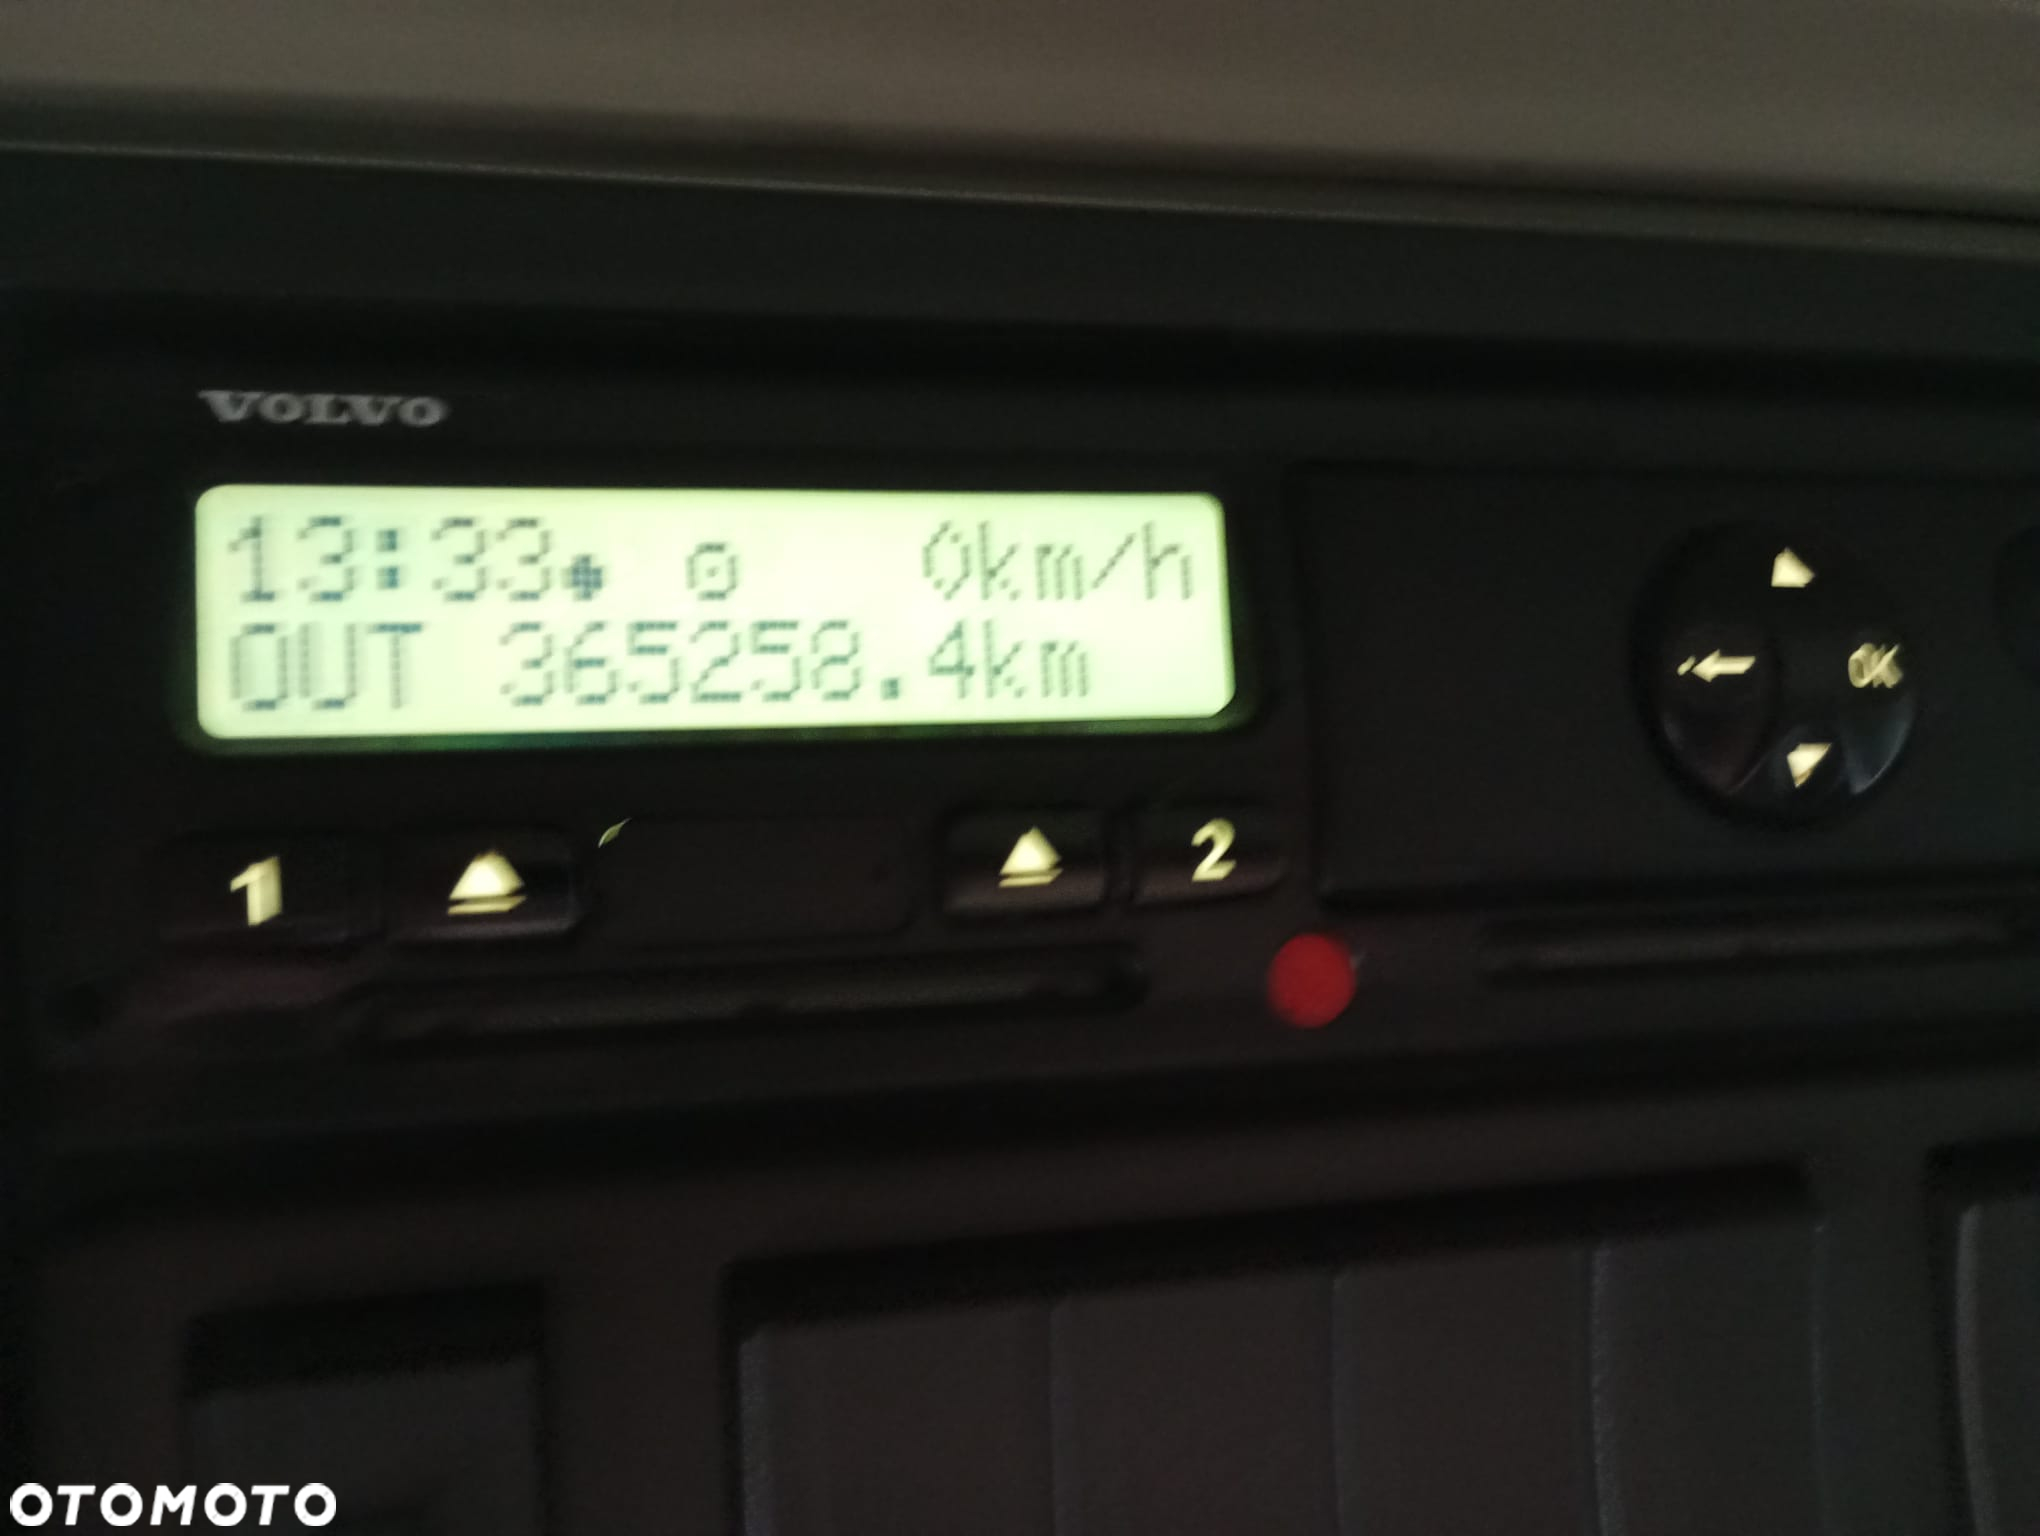 VOLVO
13:33 0km/h
OUT 365258.4km
OK
1 2
OTOMOTO